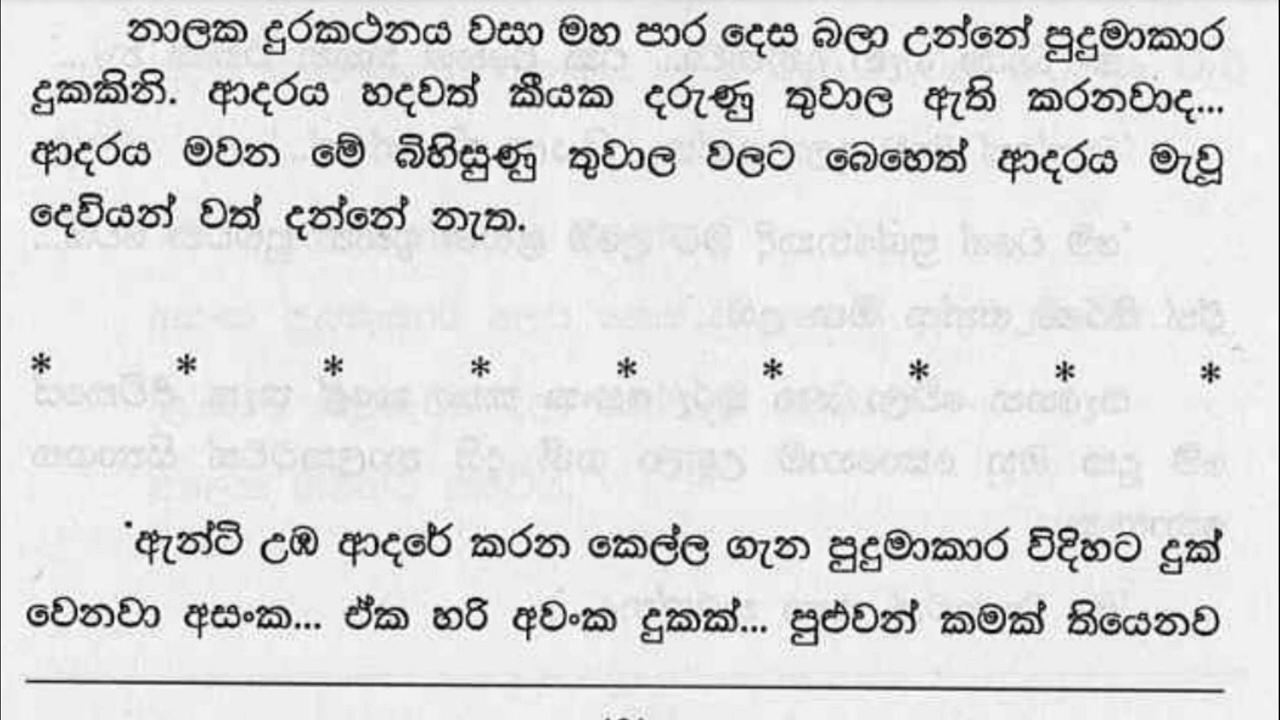 නාලක දුරකථනය වසා මහ පාර දෙස බලා උන්නේ පුදුමාකාර
දුකකිනි. ආදරය හදවත් කීයක දරුණු තුවාල ඇති කරනවාද...
ආදරය මවන මේ බිහිසුණු තුවාල වලට බෙහෙත් ආදරය මැවූ
දෙවියන් වත් දන්නේ නැත.
* * * * * * * * *
'ඇන්ටි උඹ ආදරේ කරන කෙල්ල ගැන පුදුමාකාර විදිහට දුක්
වෙනවා අසංක... ඒක හරි අවංක දුකක්... පුළුවන් කමක් තියෙනව